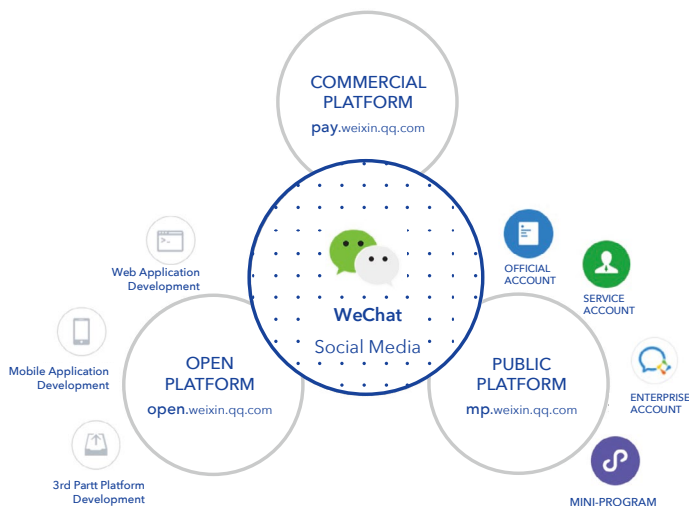 COMMERCIAL
PLATFORM
pay.weixin.qq.com
WeChat
Social Media
Web Application
Development
Mobile Application
Development
3rd Partt Platform
Development
OPEN
PLATFORM
open.weixin.qq.com
OFFICIAL
ACCOUNT
SERVICE
ACCOUNT
PUBLIC
PLATFORM
mp.weixin.qq.com
ENTERPRISE
ACCOUNT
MINI-PROGRAM